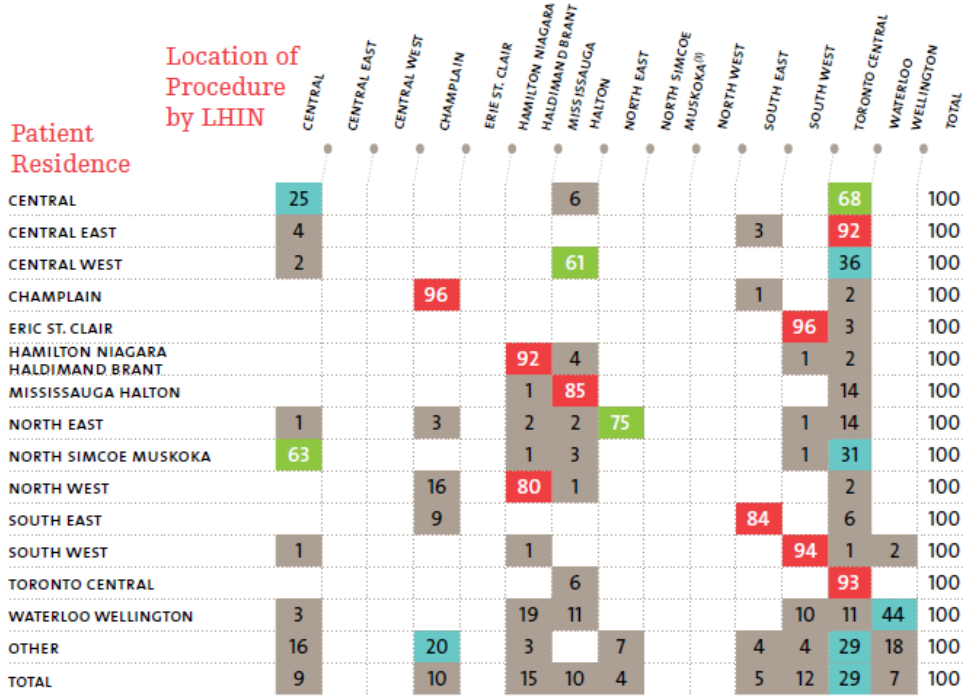 Location of
Procedure
by LHIN
Patient
Residence
CENTRAL
CENTRAL EAST
CENTRAL WEST
CHAMPLAIN
ERIE ST. CLAIR
HAMILTON NIAGARA
HALDIMAND BRANT
MISSISSAUGA
HALTON
NORTH EAST
NORTH SIMCOE
MUSKOKA(1)
NORTH WEST
SOUTH EAST
SOUTH WEST
TORONTO CENTRAL
WATERLOO
WELLINGTON
TOTAL
CENTRAL 25 6 68 100
CENTRAL EAST 4 3 92 100
CENTRAL WEST 2 61 36 100
CHAMPLAIN 96 1 2 100
ERIC ST. CLAIR 96 3 100
HAMILTON NIAGARA
HALDIMAND BRANT 92 4 1 2 100
MISSISSAUGA HALTON 1 85 14 100
NORTH EAST 1 3 2 2 75 1 14 100
NORTH SIMCOE MUSKOKA 63 1 3 1 31 100
NORTH WEST 16 80 1 2 100
SOUTH EAST 9 84 6 100
SOUTH WEST 1 1 94 1 2 100
TORONTO CENTRAL 6 93 100
WATERLOO WELLINGTON 3 19 11 10 11 44 100
OTHER 16 20 3 7 4 4 29 18 100
TOTAL 9 10 15 10 4 5 12 29 7 100